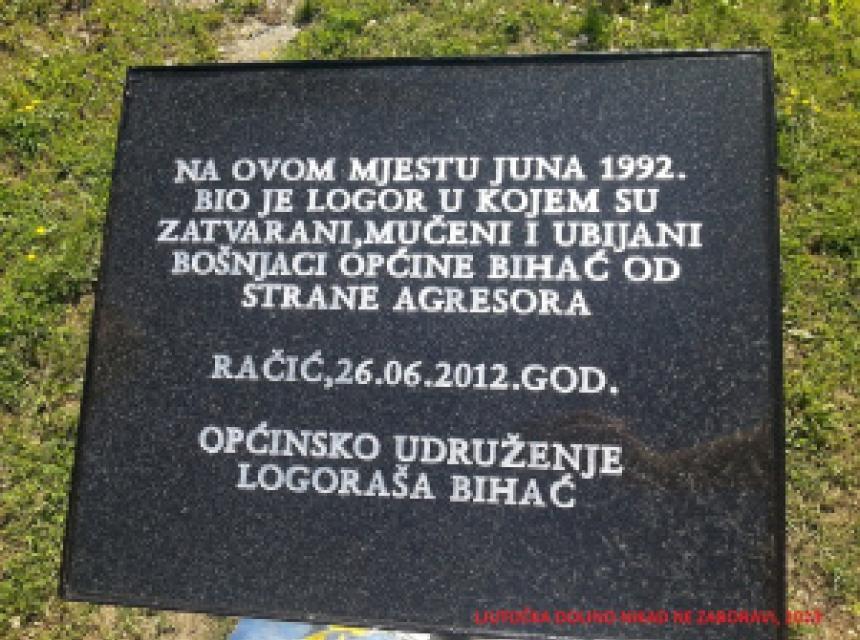 NA OVOM MJESTU JUNA 1992.
BIO JE LOGOR U KOJEM SU
ZATVARANI,MUČENI I UBIJANI
BOŠNJACI OPĆINE BIHAĆ OD
STRANE AGRESORA
RAČIĆ,26.06.2012.GOD.
OPĆINSKO UDRUŽENJE
LOGORAŠA BIHAĆ
LJUTOČKA DOLINO NIKAD NE ZABORAVI, 2023